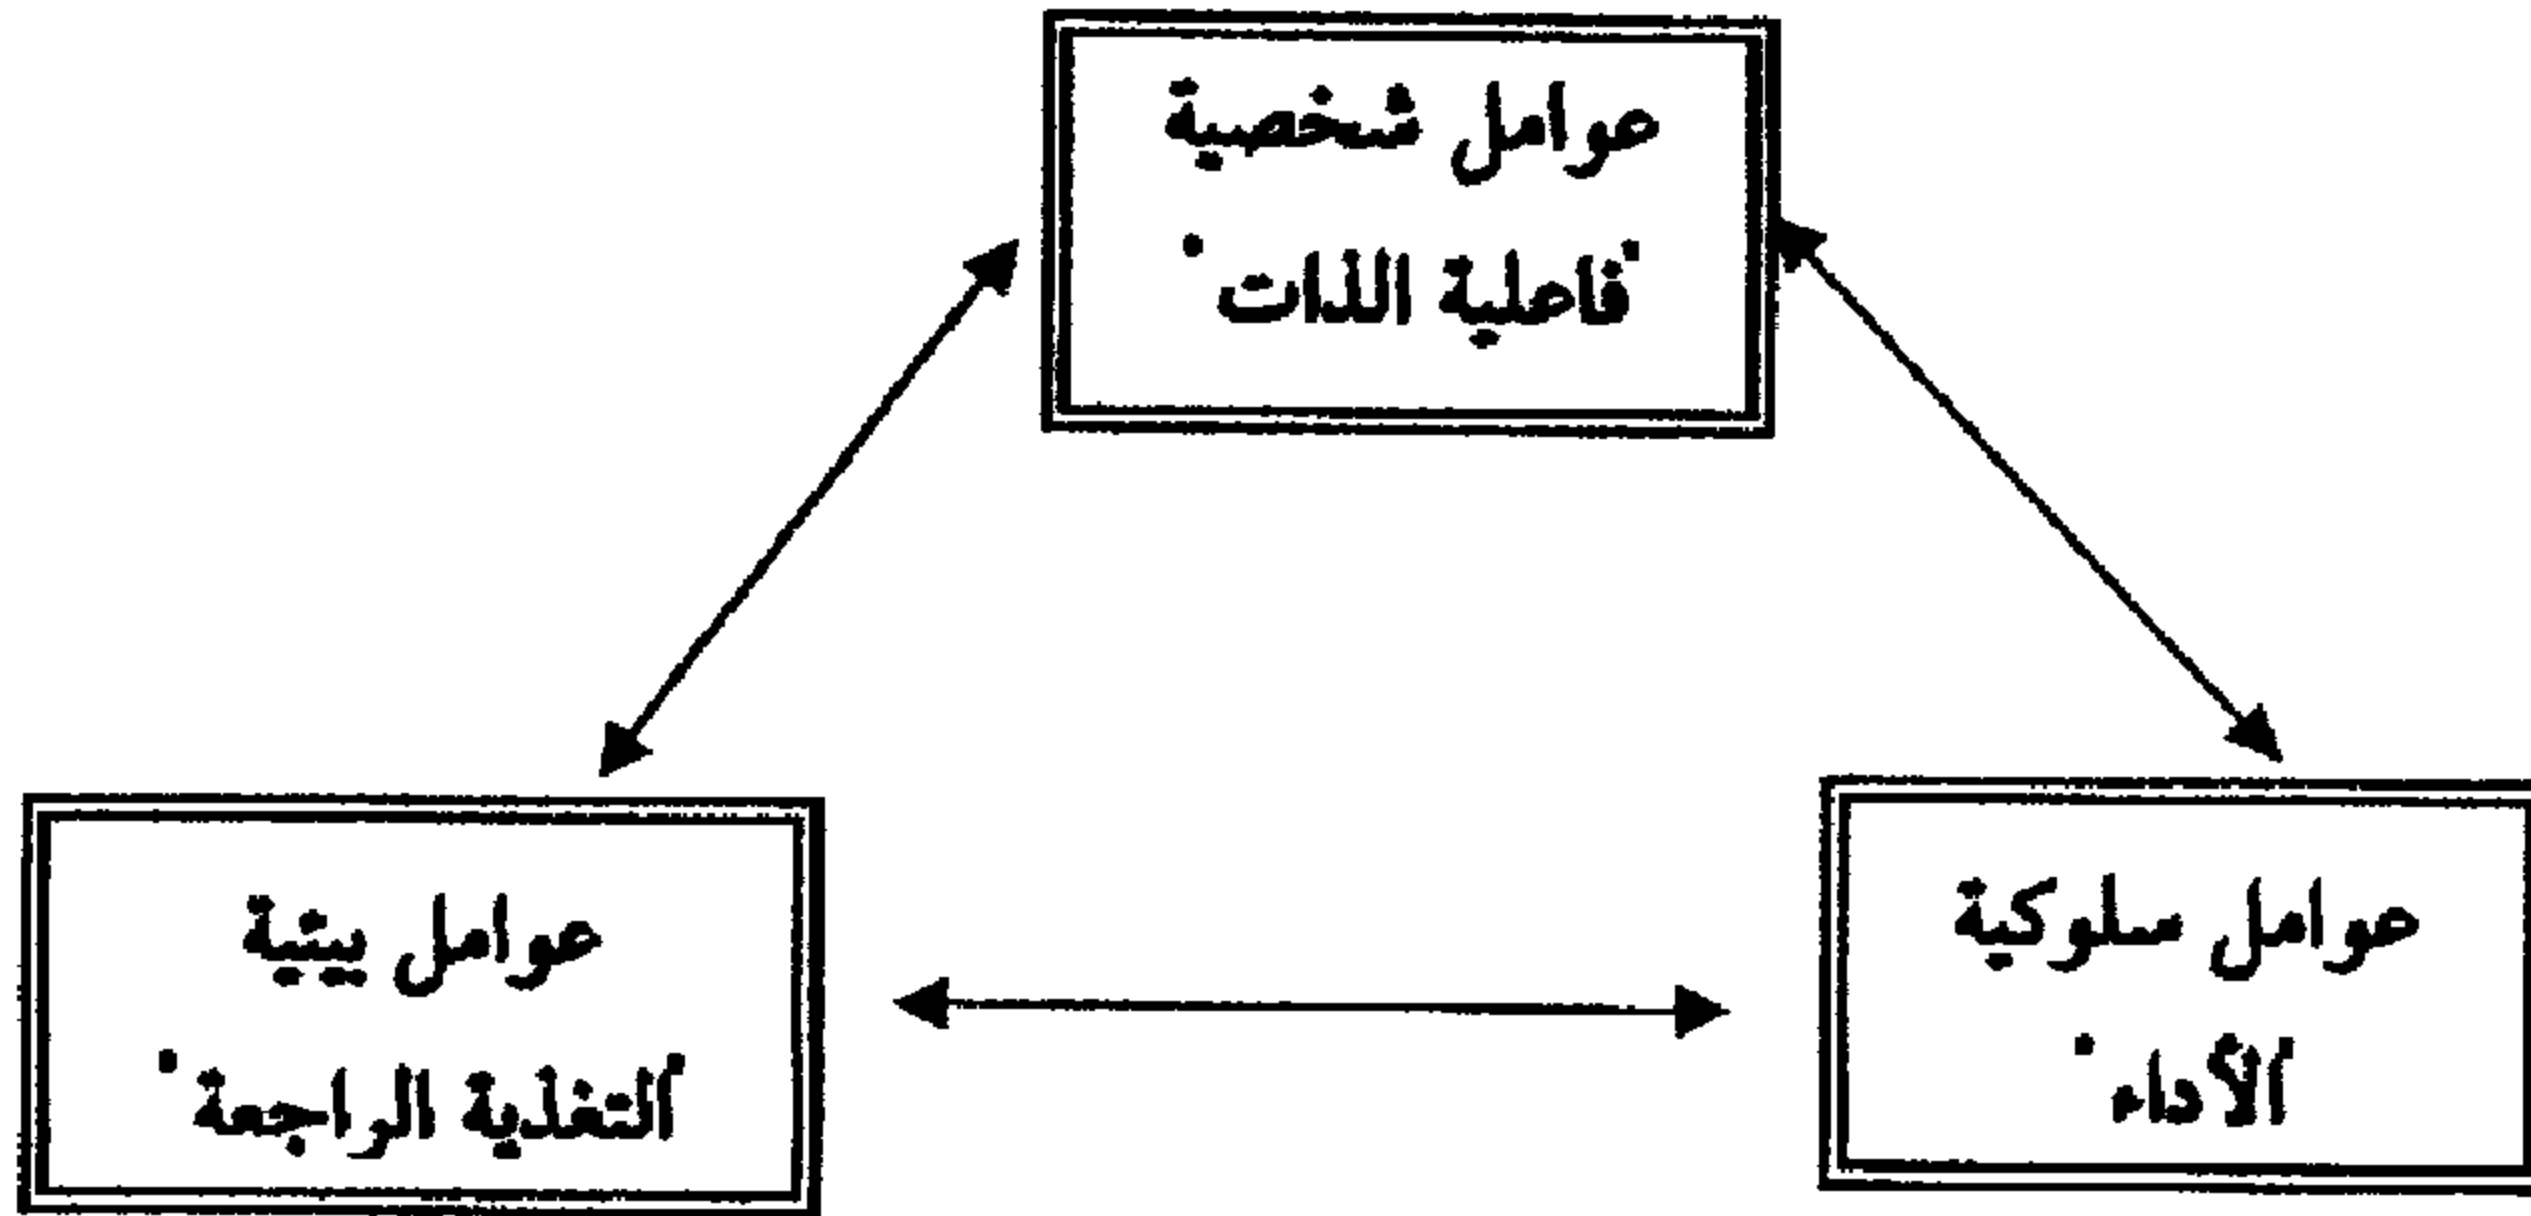 عوامل شخصية
"فاعلية الذات"
عوامل سلوكية
"الأداء"
عوامل بيئية
"التغذية الراجعة"